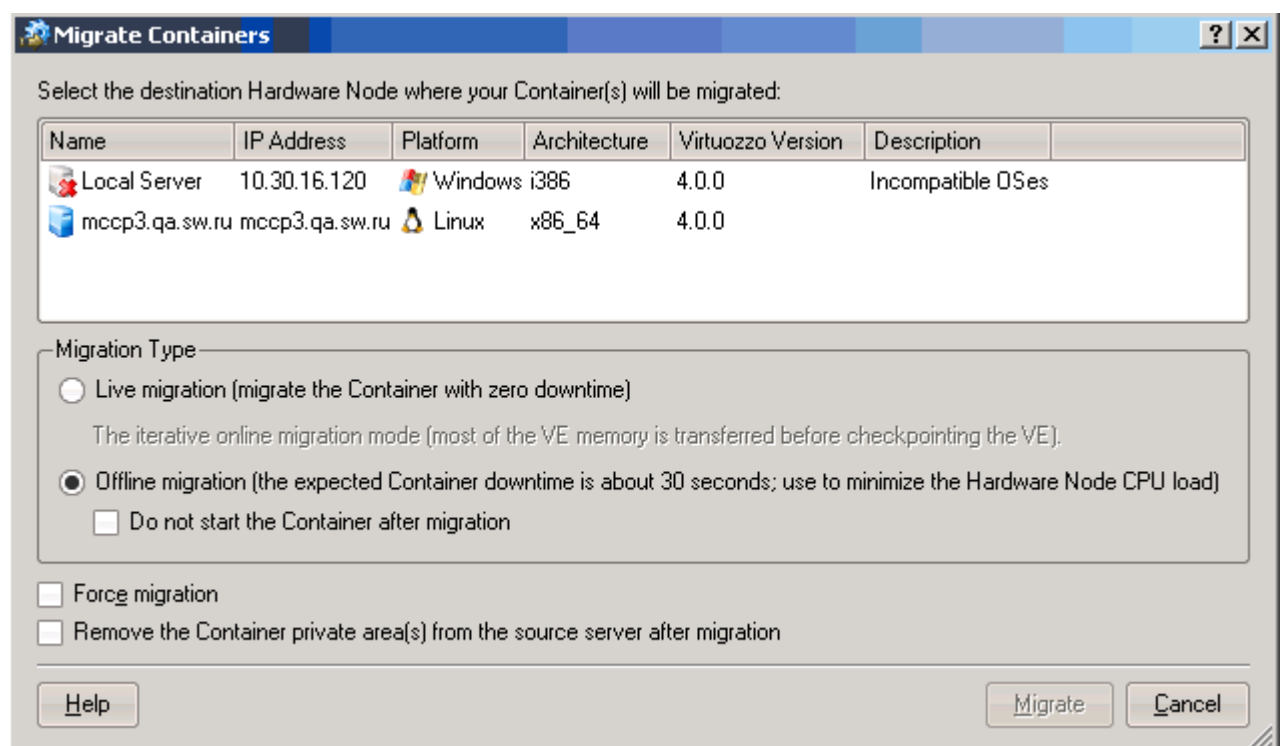 Migrate Containers
Select the destination Hardware Node where your Container(s) will be migrated:
Name IP Address Platform Architecture Virtuozzo Version Description
Local Server 10.30.16.120 Windows i386 4.0.0 Incompatible OSes
mccp3.qa.sw.ru mccp3.qa.sw.ru Linux x86_64 4.0.0
Migration Type
Live migration (migrate the Container with zero downtime)
The iterative online migration mode (most of the VE memory is transferred before checkpointing the VE).
Offline migration (the expected Container downtime is about 30 seconds; use to minimize the Hardware Node CPU load)
Do not start the Container after migration
Force migration
Remove the Container private area(s) from the source server after migration
Help Migrate Cancel